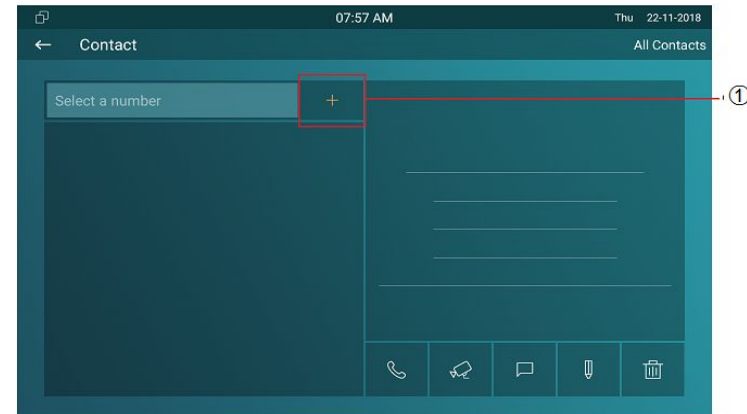 07:57 AM
Thu 22-11-2018
Contact
All Contacts
Select a number
①